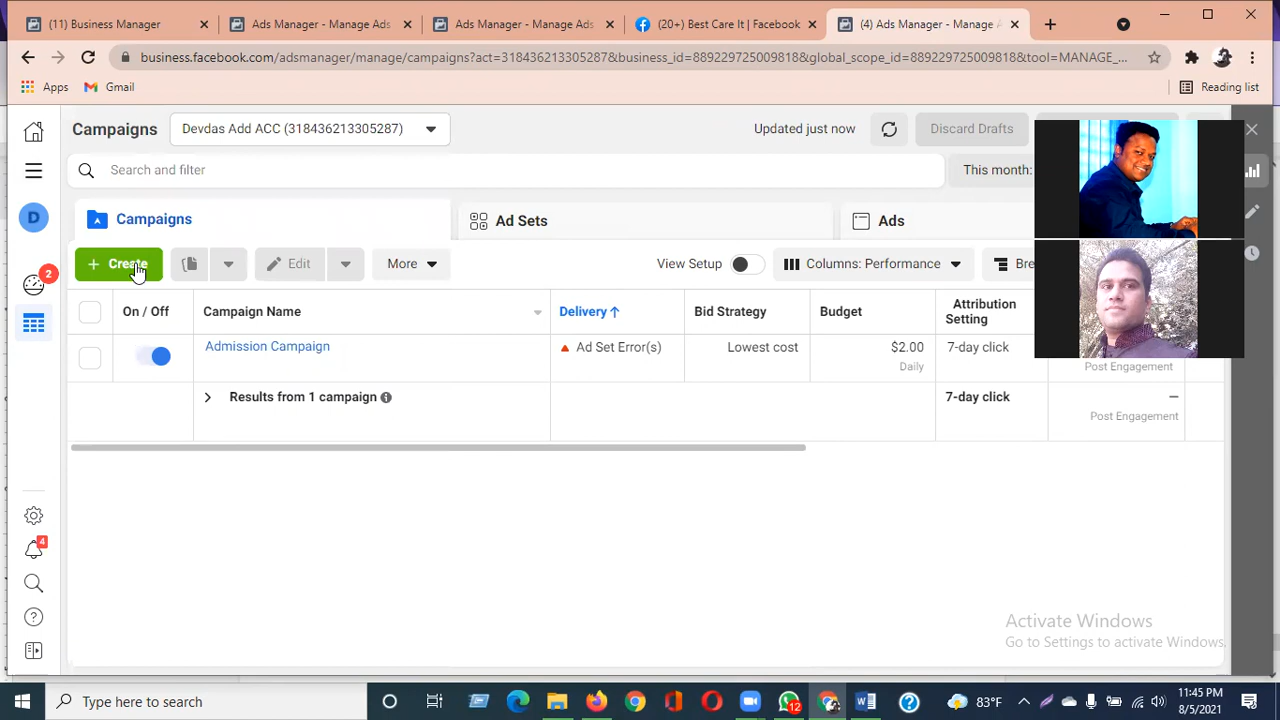 (11) Business Manager
Ads Manager - Manage Ads
Ads Manager - Manage Ads
(20+) Best Care It | Facebook
(4) Ads Manager - Manage A
business.facebook.com/adsmanager/manage/campaigns?act=318436213305287&business_id=889229725009818&global_scope_id=889229725009818&tool=MANAGE_...
Apps
Gmail
Reading list
Campaigns
Devdas Add ACC (318436213305287)
Updated just now
Discard Drafts
Search and filter
This month:
D
Campaigns
Ad Sets
Ads
2
+ Create
Edit
More
View Setup
Columns: Performance
Bre
On / Off
Campaign Name
Delivery ↑
Bid Strategy
Budget
Attribution
Setting
Admission Campaign
Ad Set Error(s)
Lowest cost
$2.00
Daily
7-day click
Post Engagement
Results from 1 campaign
7-day click
—
Post Engagement
4
Activate Windows
Go to Settings to activate Windows.
Type here to search
12
83°F
11:45 PM
8/5/2021